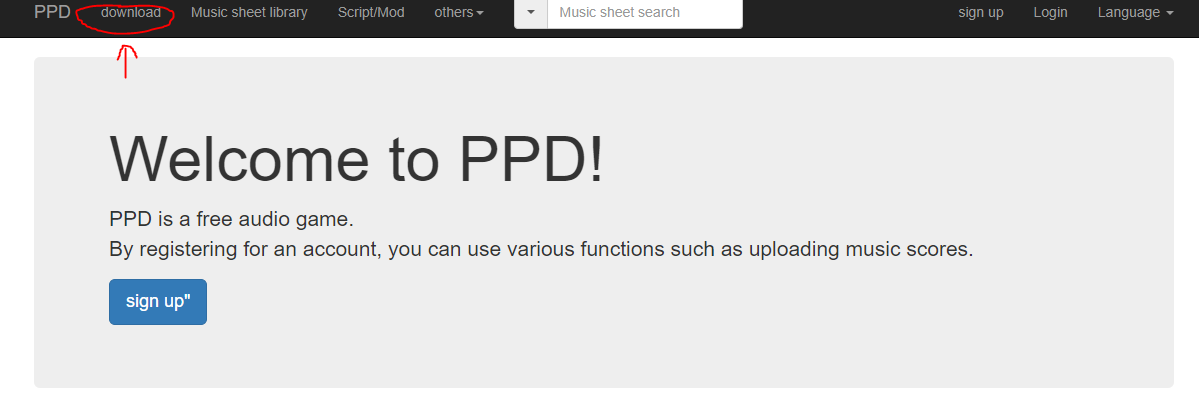 PPD download Music sheet library Script/Mod others Music sheet search sign up Login Language
Welcome to PPD!
PPD is a free audio game.
By registering for an account, you can use various functions such as uploading music scores.
sign up"